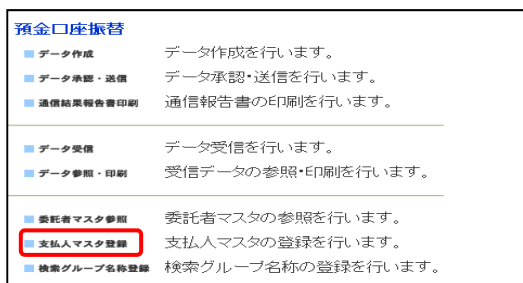 預金口座振替
データ作成 データ作成を行います。
データ承認・送信 データ承認・送信を行います。
通信結果報告書印刷 通信報告書の印刷を行います。
データ受信 データ受信を行います。
データ参照・印刷 受信データの参照・印刷を行います。
委託者マスタ参照 委託者マスタの参照を行います。
支払人マスタ登録 支払人マスタの登録を行います。
検索グループ名称登録 検索グループ名称の登録を行います。